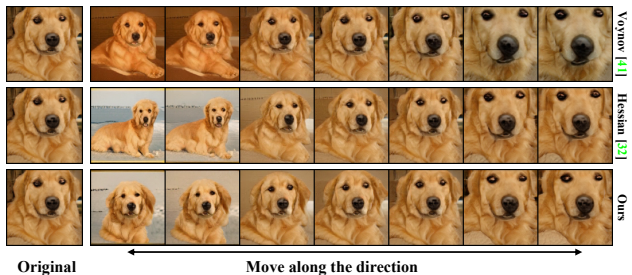 Voynov [41]
Hessian [32]
Ours
Original
Move along the direction